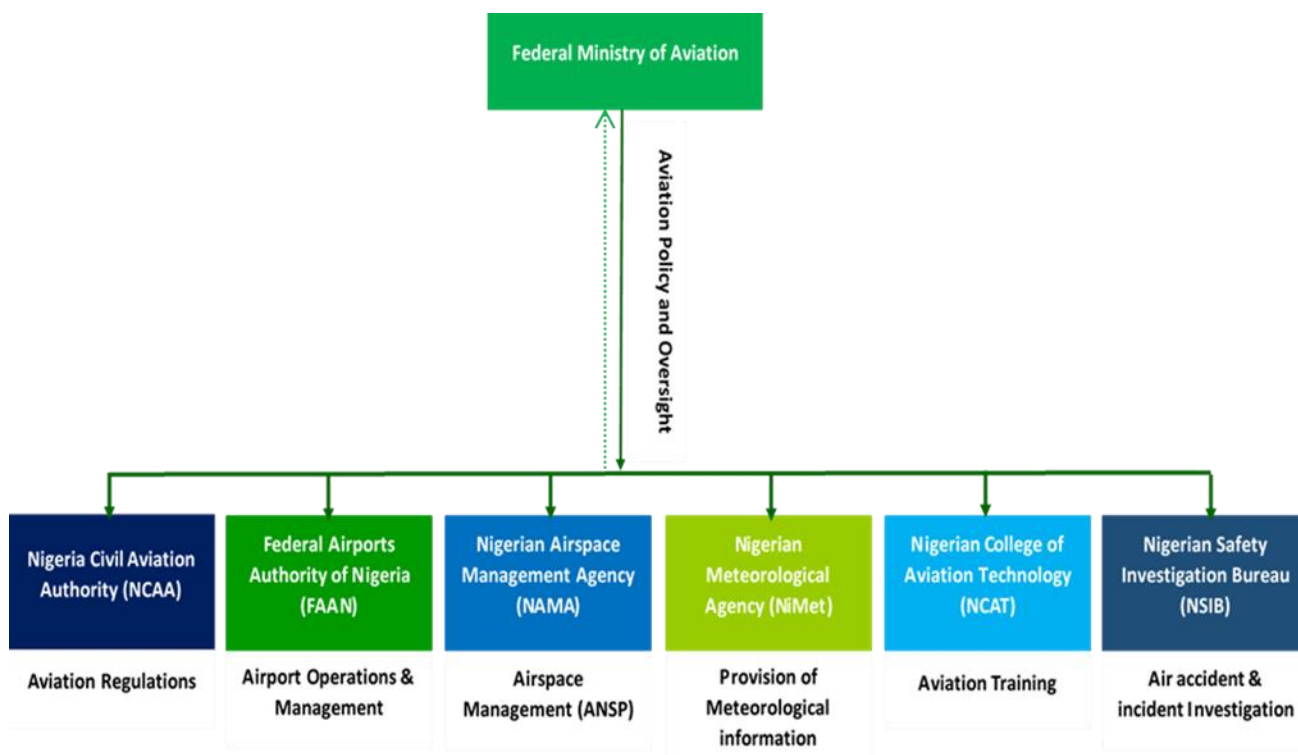 Federal Ministry of Aviation
Aviation Policy and Oversight
Nigeria Civil Aviation
Authority (NCAA)
Federal Airports
Authority of Nigeria
(FAAN)
Nigerian Airspace
Management Agency
(NAMA)
Nigerian
Meteorological
Agency (NiMet)
Nigerian College of
Aviation Technology
(NCAT)
Nigerian Safety
Investigation Bureau
(NSIB)
Aviation Regulations
Airport Operations &
Management
Airspace
Management (ANSP)
Provision of
Meteorological
information
Aviation Training
Air accident &
incident Investigation